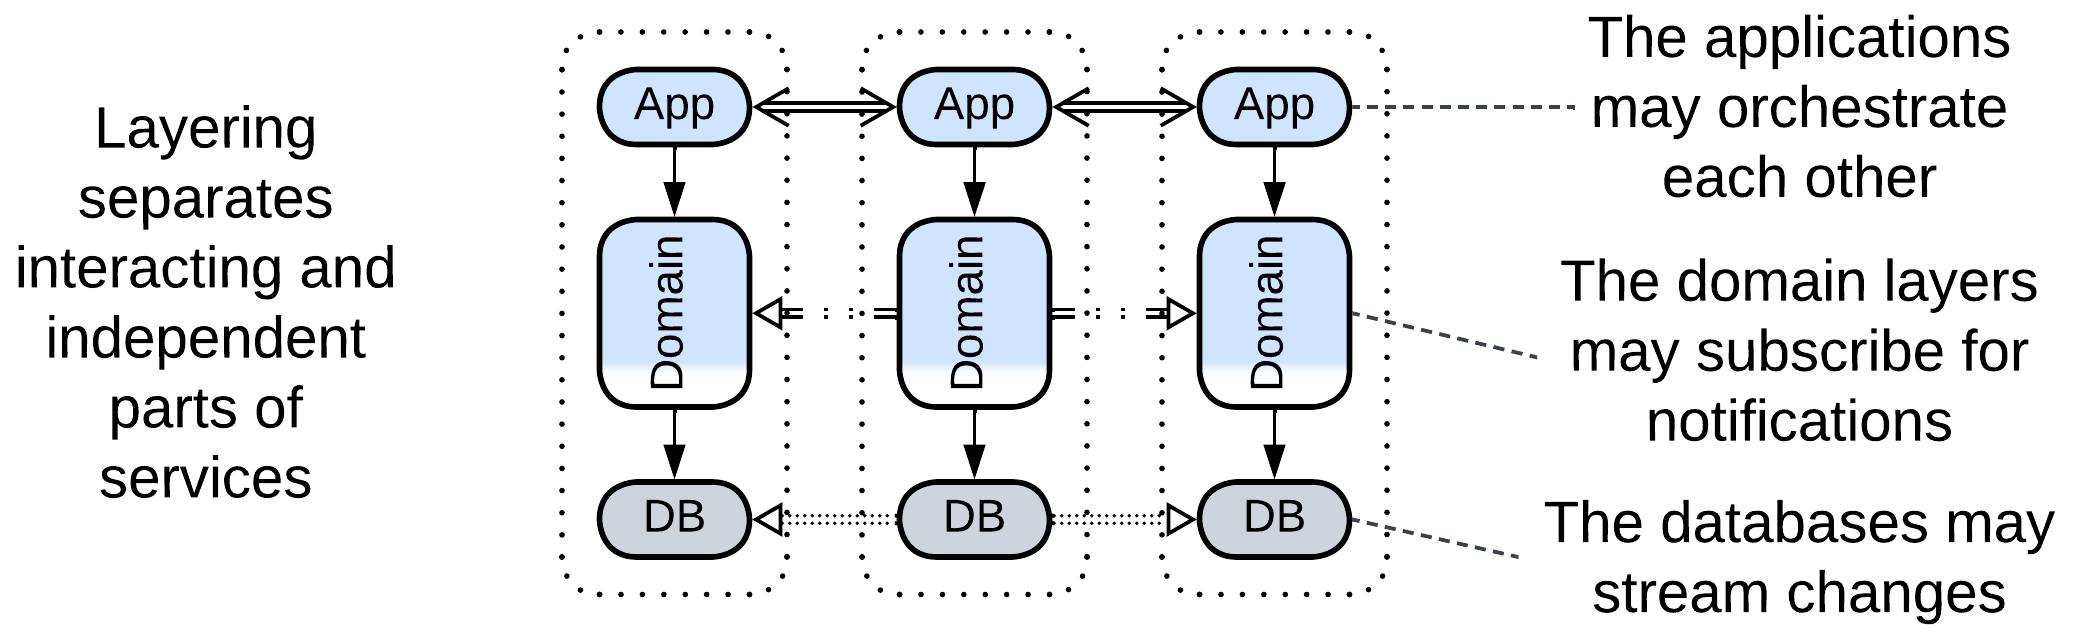 Layering
separates
interacting and
independent
parts of
services
App
App
App
Domain
Domain
Domain
DB
DB
DB
The applications
may orchestrate
each other
The domain layers
may subscribe for
notifications
The databases may
stream changes